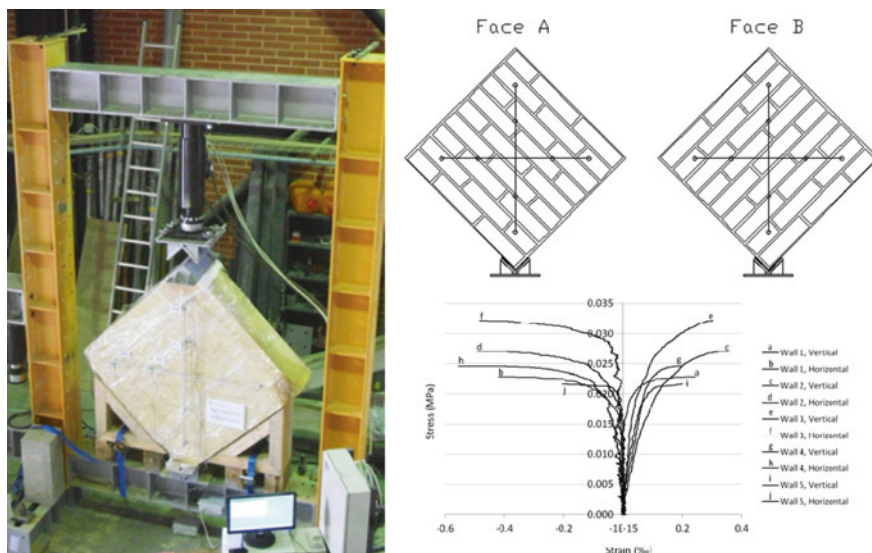 Face A
Face B
0.035
0.030
0.025
0.020
0.015
0.010
0.005
0.000
Stress (MPa)
-0.6
-0.4
-0.2
-1E-15
0.2
0.4
Strain (‰)
f
d
h
b
j
e
c
g
a
i
a Wall 1, Vertical
b Wall 1, Horizontal
c Wall 2, Vertical
d Wall 2, Horizontal
e Wall 3, Vertical
f Wall 3, Horizontal
g Wall 4, Vertical
h Wall 4, Horizontal
i Wall 5, Vertical
j Wall 5, Horizontal